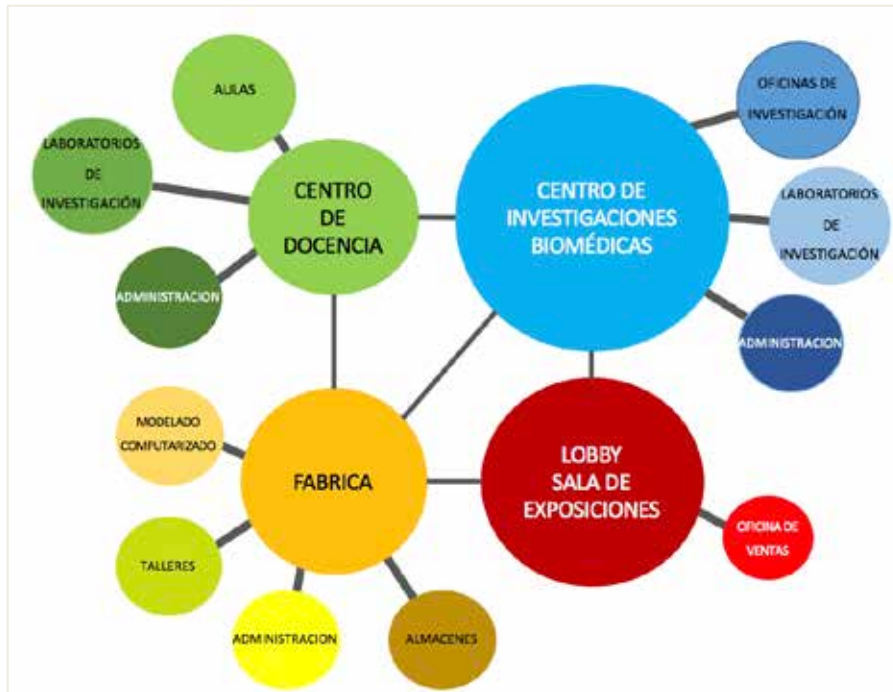 AULAS
OFICINAS DE
INVESTIGACIÓN
LABORATORIOS
DE
INVESTIGACIÓN
CENTRO
DE
DOCENCIA
CENTRO DE
INVESTIGACIONES
BIOMÉDICAS
LABORATORIOS
DE
INVESTIGACIÓN
ADMINISTRACION
ADMINISTRACION
MODELADO
COMPUTARIZADO
FABRICA
LOBBY
SALA DE
EXPOSICIONES
OFICINA DE
VENTAS
TALLERES
ADMINISTRACION
ALMACENES